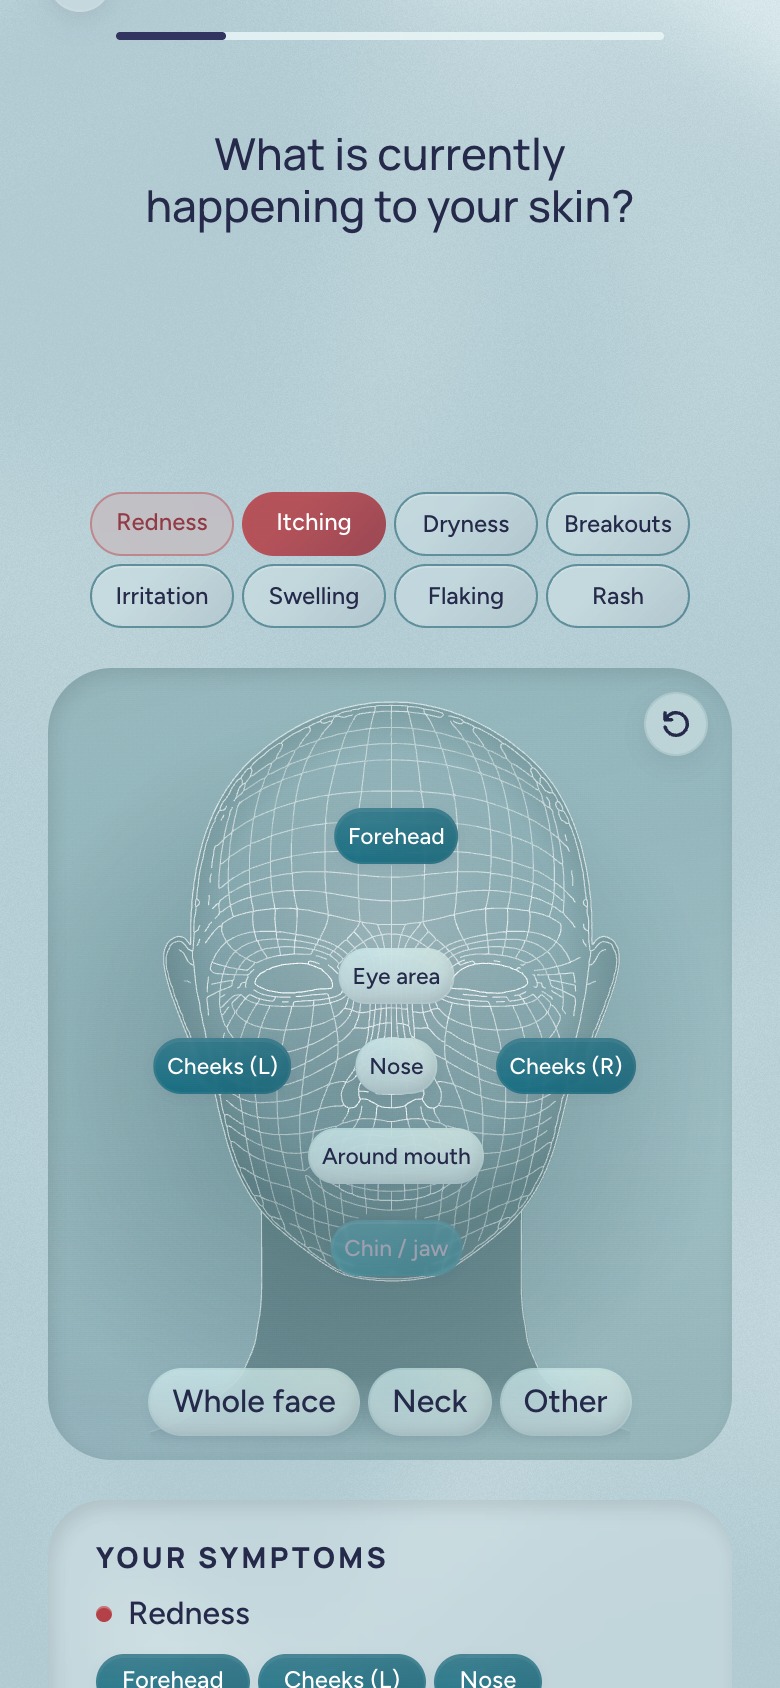 What is currently
happening to your skin?
Redness Itching Dryness Breakouts
Irritation Swelling Flaking Rash
Forehead
Eye area
Cheeks (L) Nose Cheeks (R)
Around mouth
Chin / jaw
Whole face Neck Other
YOUR SYMPTOMS
Redness
Forehead Cheeks (L) Nose